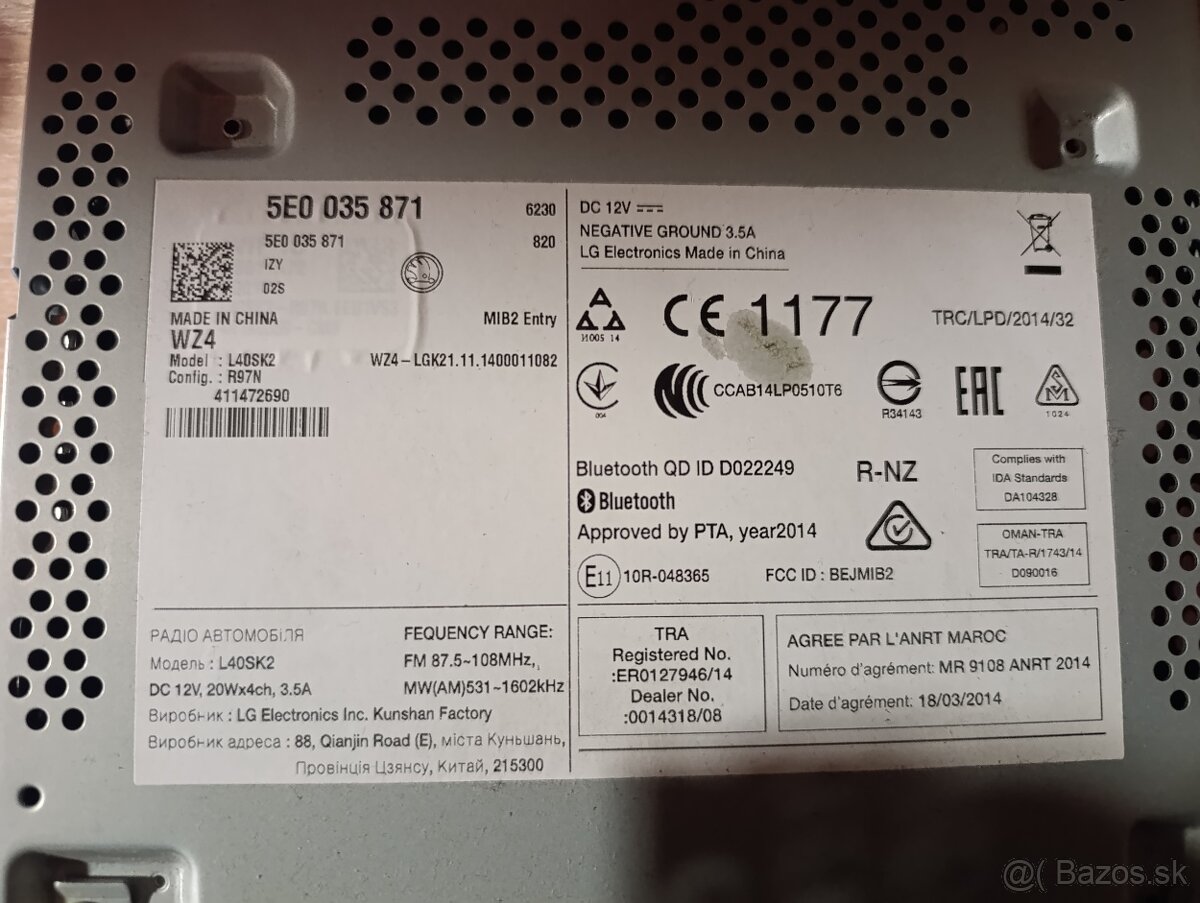 5E0 035 871
6230
5E0 035 871
820
IZY
02S
MADE IN CHINA
MIB2 Entry
WZ4
Model : L40SK2
WZ4-LGK21.11.1400011082
Config. : R97N
411472690
DC 12V
NEGATIVE GROUND 3.5A
LG Electronics Made in China
A
И005 14
CE 1177
TRC/LPD/2014/32
004
CCAB14LP0510T6
R34143
EAC
SM
1024
Bluetooth QD ID D022249
R-NZ
Complies with
IDA Standards
DA104328
Bluetooth
Approved by PTA, year2014
OMAN-TRA
TRA/TA-R/1743/14
D090016
E11 10R-048365
FCC ID : BEJMIB2
РАДІО АВТОМОБІЛЯ
FEQUENCY RANGE:
Модель : L40SK2
FM 87.5~108MHz,
DC 12V, 20Wx4ch, 3.5A
MW(AM)531~1602kHz
Виробник : LG Electronics Inc. Kunshan Factory
Виробник адреса : 88, Qianjin Road (E), міста Куньшань,
Провінція Цзянсу, Китай, 215300
TRA
Registered No.
:ER0127946/14
Dealer No.
:0014318/08
AGREE PAR L'ANRT MAROC
Numéro d'agrément: MR 9108 ANRT 2014
Date d'agrément: 18/03/2014
@( Bazos.sk